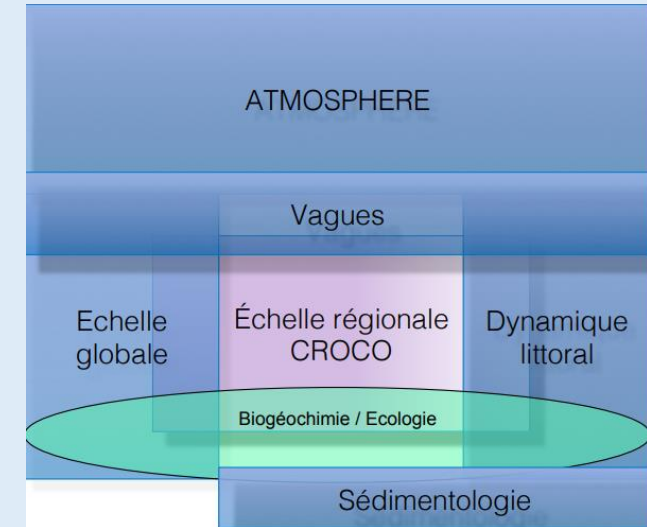 ATMOSPHERE
Vagues
Echelle
globale
Échelle régionale
CROCO
Dynamique
littoral
Biogéochimie / Ecologie
Sédimentologie